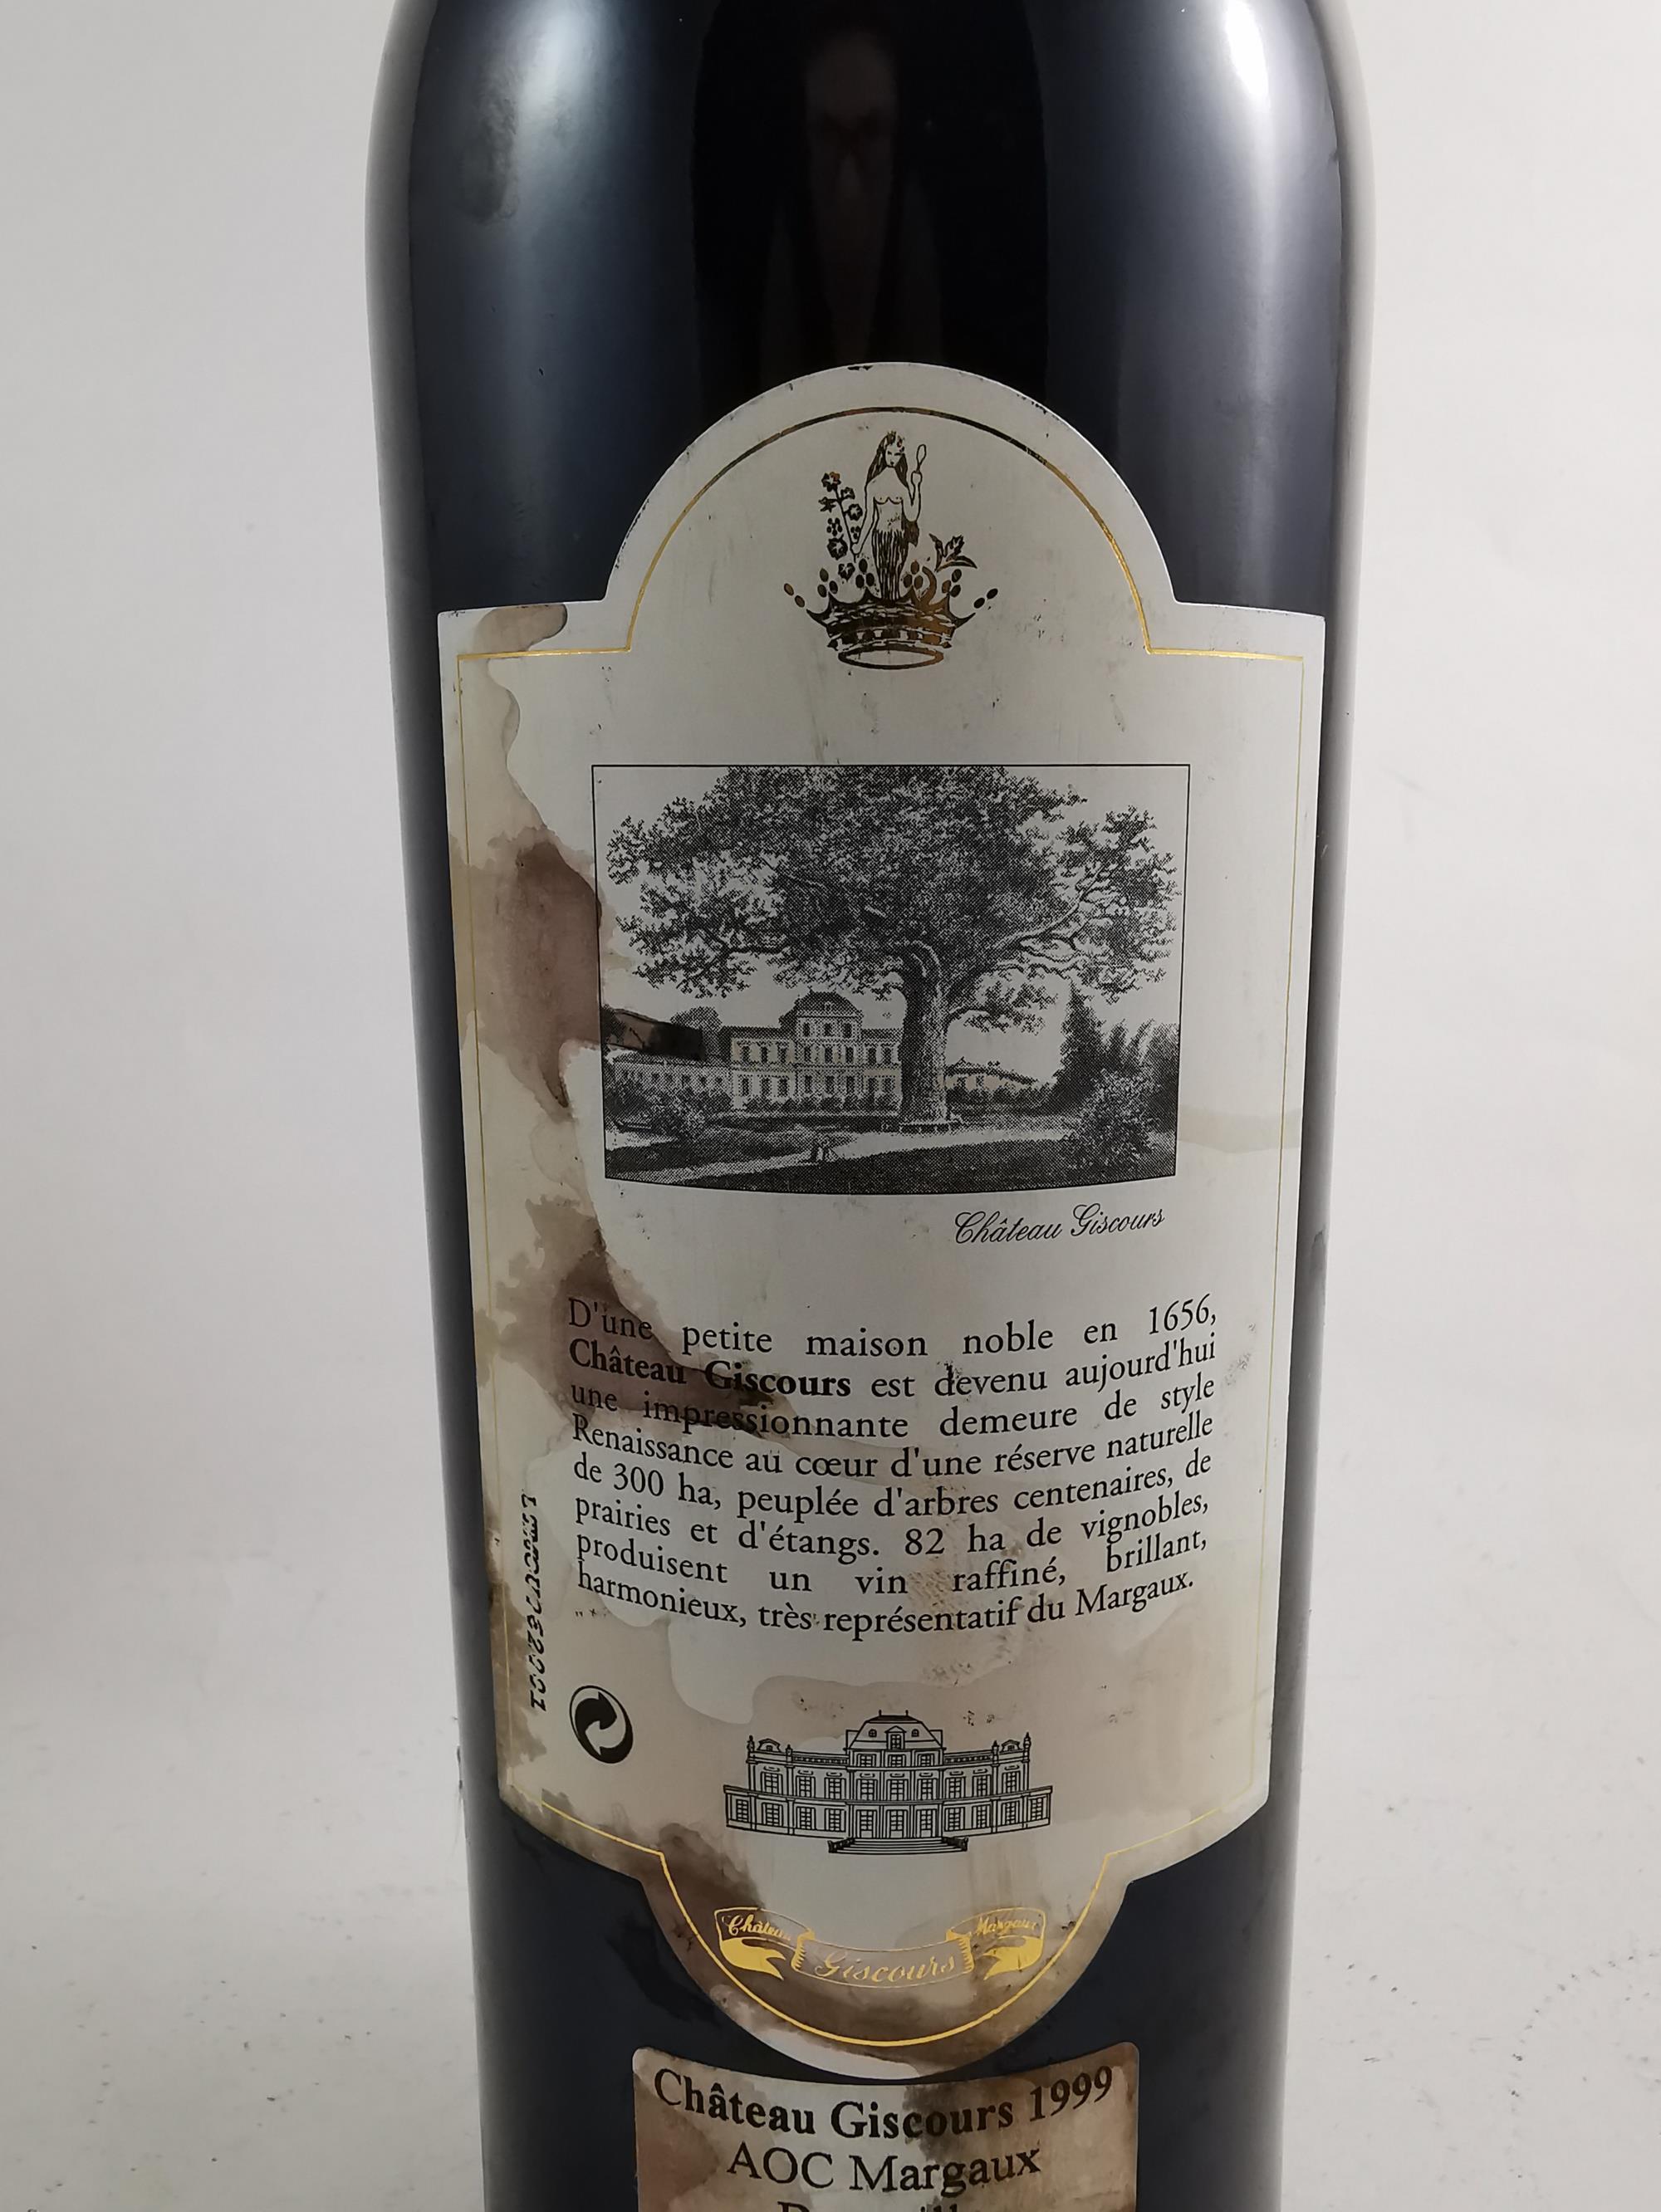 Château Giscours
D'une petite maison noble en 1656,
Château Giscours est devenu aujourd'hui
une impressionnante demeure de style
Renaissance au cœur d'une réserve naturelle
de 300 ha, peuplée d'arbres centenaires, de
prairies et d'étangs. 82 ha de vignobles,
produisent un vin raffiné, brillant,
harmonieux, très représentatif du Margaux.
Château Giscours Margaux
Château Giscours 1999
AOC Margaux